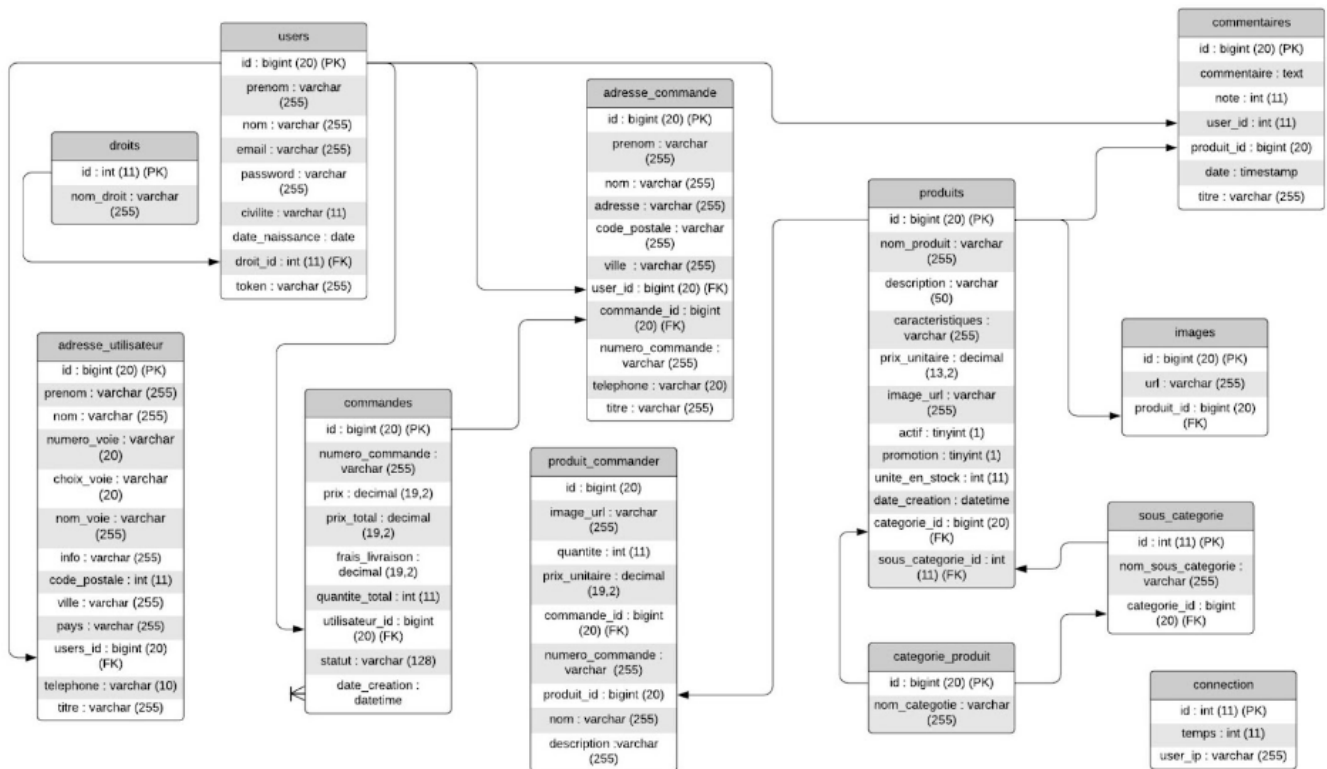 users
id : bigint (20) (PK)
prenom : varchar
(255)
nom : varchar (255)
email : varchar (255)
password : varchar
(255)
civilite : varchar (11)
date_naissance : date
droit_id : int (11) (FK)
token : varchar (255)
droits
id : int (11) (PK)
nom_droit : varchar
(255)
adresse_utilisateur
id : bigint (20) (PK)
prenom : varchar (255)
nom : varchar (255)
numero_voie : varchar
(20)
choix_voie : varchar
(20)
nom_voie : varchar
(255)
info : varchar (255)
code_postale : int (11)
ville : varchar (255)
pays : varchar (255)
users_id : bigint (20)
(FK)
telephone : varchar (10)
titre : varchar (255)
commandes
id : bigint (20) (PK)
numero_commande :
varchar (255)
prix : decimal (19,2)
prix_total : decimal
(19,2)
frais_livraison :
decimal (19,2)
quantite_total : int (11)
utilisateur_id : bigint
(20) (FK)
statut : varchar (128)
date_creation :
datetime
adresse_commande
id : bigint (20) (PK)
prenom : varchar
(255)
nom : varchar (255)
adresse : varchar (255)
code_postale : varchar
(255)
ville  : varchar (255)
user_id : bigint (20) (FK)
commande_id : bigint
(20) (FK)
numero_commande :
varchar (255)
telephone : varchar (20)
titre : varchar (255)
produit_commander
id : bigint (20)
image_url : varchar
(255)
quantite : int (11)
prix_unitaire : decimal
(19,2)
commande_id : bigint
(20) (FK)
numero_commande :
varchar  (255)
produit_id : bigint (20)
nom : varchar (255)
description :varchar
(255)
produits
id : bigint (20) (PK)
nom_produit : varchar
(255)
description : varchar
(50)
caracteristiques :
varchar (255)
prix_unitaire : decimal
(13,2)
image_url : varchar
(255)
actif : tinyint (1)
promotion : tinyint (1)
unite_en_stock : int (11)
date_creation : datetime
categorie_id : bigint (20)
(FK)
sous_categorie_id : int
(11) (FK)
categorie_produit
id : bigint (20) (PK)
nom_categotie : varchar
(255)
commentaires
id : bigint (20) (PK)
commentaire : text
note : int (11)
user_id : int (11)
produit_id : bigint (20)
date : timestamp
titre : varchar (255)
images
id : bigint (20) (PK)
url : varchar (255)
produit_id : bigint (20)
(FK)
sous_categorie
id : int (11) (PK)
nom_sous_categorie :
varchar (255)
categorie_id : bigint
(20) (FK)
connection
id : int (11) (PK)
temps : int (11)
user_ip : varchar (255)